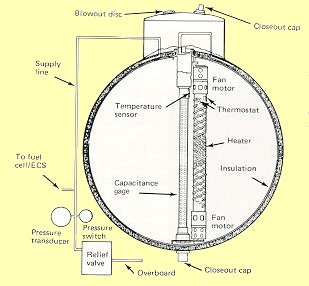 Blowout disc
Closeout cap
Supply
line
Fan
motor
Temperature
sensor
Thermostat
Heater
Insulation
To fuel
cell/ECS
Capacitance
gage
Pressure
transducer
Pressure
switch
Fan
motor
Relief
valve
Overboard
Closeout cap